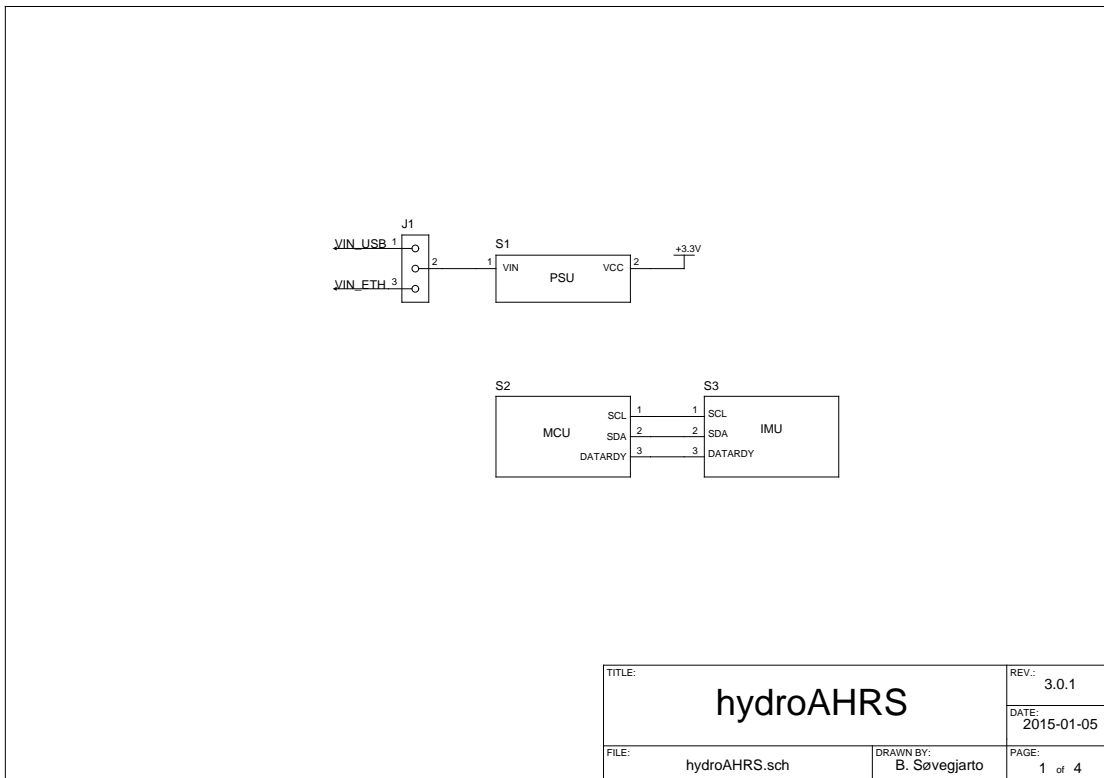 J1
VIN_USB 1
2
VIN_ETH 3
S1
1 VIN PSU VCC 2
+3.3V
S2
MCU
SCL 1
SDA 2
DATARDY 3
S3
1 SCL
2 SDA
3 DATARDY
IMU
TITLE:
hydroAHRS
REV.:
3.0.1
DATE:
2015-01-05
FILE:
hydroAHRS.sch
DRAWN BY:
B. Søvegjarto
PAGE:
1 of 4